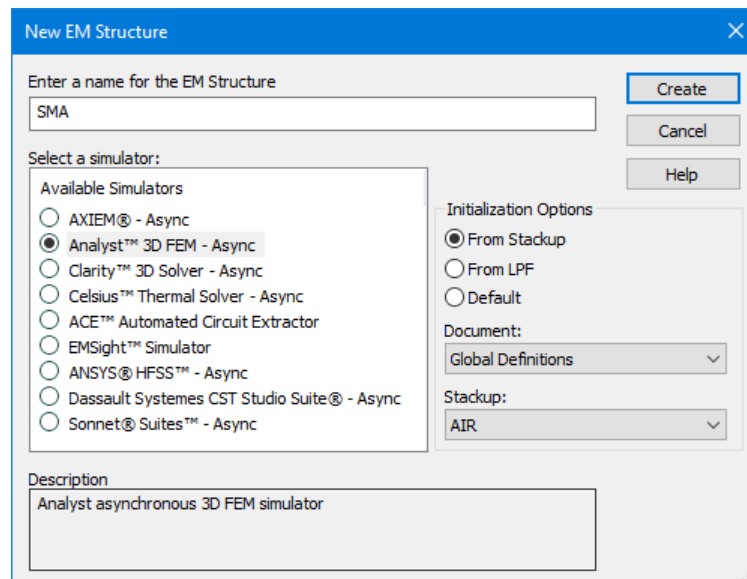 New EM Structure
Enter a name for the EM Structure
SMA
Create
Cancel
Help
Select a simulator:
Available Simulators
AXIEM® - Async
Analyst™ 3D FEM - Async
Clarity™ 3D Solver - Async
Celsius™ Thermal Solver - Async
ACE™ Automated Circuit Extractor
EMSight™ Simulator
ANSYS® HFSS™ - Async
Dassault Systemes CST Studio Suite® - Async
Sonnet® Suites™ - Async
Initialization Options
From Stackup
From LPF
Default
Document:
Global Definitions
Stackup:
AIR
Description
Analyst asynchronous 3D FEM simulator